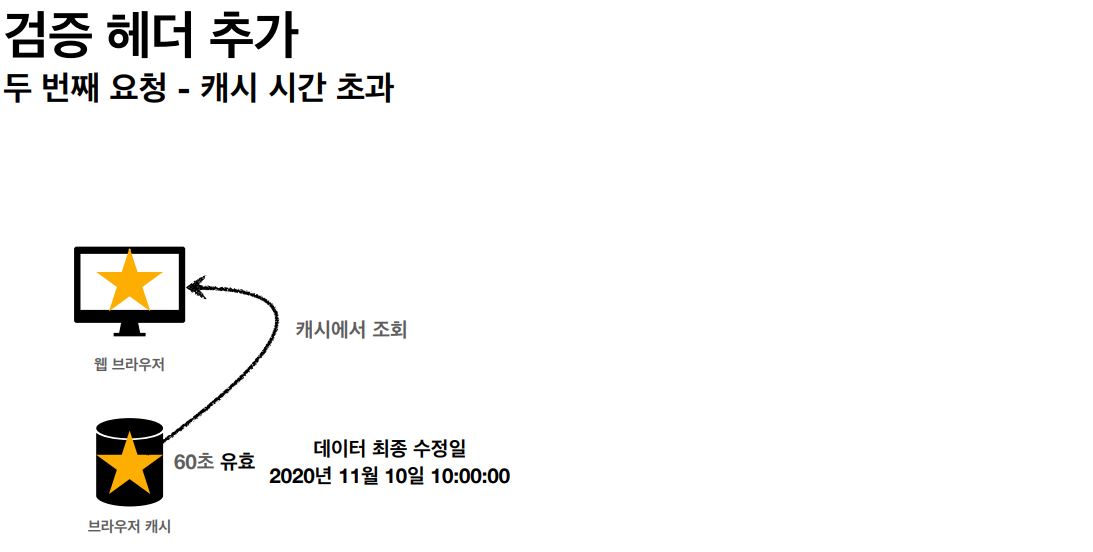 검증 헤더 추가
두 번째 요청 - 캐시 시간 초과
캐시에서 조회
웹 브라우저
데이터 최종 수정일
60초 유효
2020년 11월 10일 10:00:00
브라우저 캐시